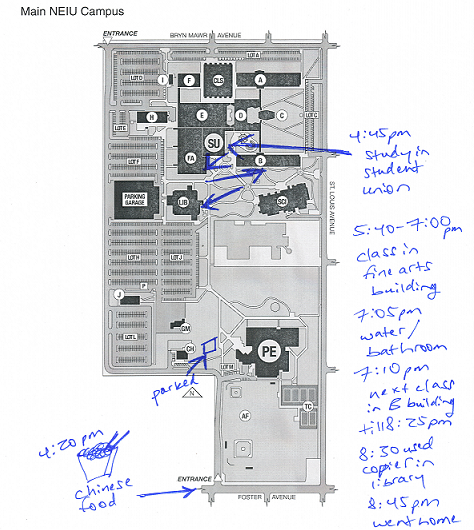 Main NEIU Campus
ENTRANCE
BRYN MAWR AVENUE
LOT A
LOT D
I
F
CLS
A
LOT E
H
E
D
C
LOT C
SU
LOT F
FA
B
PARKING GARAGE
LIB
SCI
ST. LOUIS AVENUE
LOT H
LOT J
P
J
LOT L
GM
CH
PE
LOT M
N
AF
TC
ENTRANCE
FOSTER AVENUE
4:45pm
study in
student
union
5:40-7:00 pm
class in
fine arts
building
7:05pm
water/
bathroom
7:10pm
next class
in B building
till 8:25pm
8:30 used
copier in
library
8:45pm
went home
parked
4:20pm
chinese
food